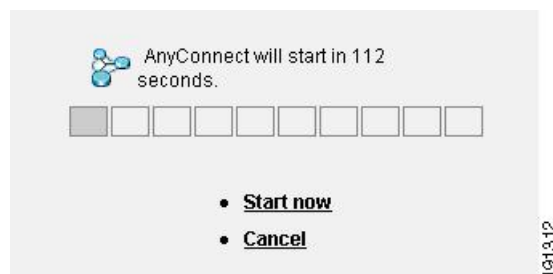 AnyConnect will start in 112
seconds.
Start now
Cancel
191312